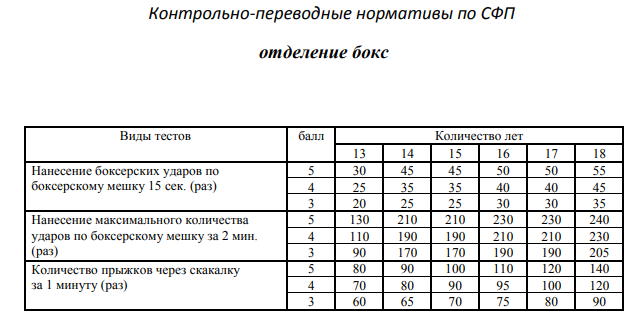 Контрольно-переводные нормативы по СФП
отделение бокс
Виды тестов балл Количество лет
13 14 15 16 17 18
Нанесение боксерских ударов по 5 30 45 45 50 50 55
боксерскому мешку 15 сек. (раз) 4 25 35 35 40 40 45
3 20 25 25 30 30 35
Нанесение максимального количества 5 130 210 210 230 230 240
ударов по боксерскому мешку за 2 мин. 4 110 190 190 210 210 230
(раз) 3 90 170 170 190 190 205
Количество прыжков через скакалку 5 80 90 100 110 120 140
за 1 минуту (раз) 4 70 80 90 95 100 120
3 60 65 70 75 80 90